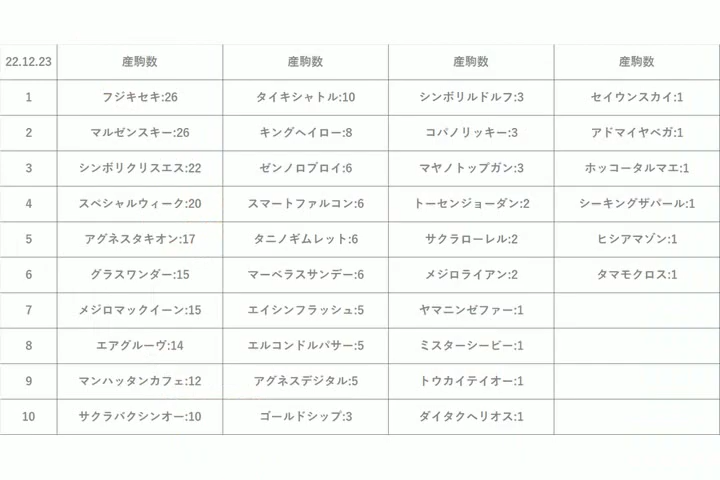 22.12.23 産駒数 産駒数 産駒数 産駒数
1 フジキセキ:26 タイキシャトル:10 シンボリルドルフ:3 セイウンスカイ:1
2 マルゼンスキー:26 キングヘイロー:8 コパノリッキー:3 アドマイヤベガ:1
3 シンボリクリスエス:22 ゼンノロブロイ:6 マヤノトップガン:3 ホッコータルマエ:1
4 スペシャルウィーク:20 スマートファルコン:6 トーセンジョーダン:2 シーキングザパール:1
5 アグネスタキオン:17 タニノギムレット:6 サクラローレル:2 ヒシアマゾン:1
6 グラスワンダー:15 マーベラスサンデー:6 メジロライアン:2 タマモクロス:1
7 メジロマックイーン:15 エイシンフラッシュ:5 ヤマニンゼファー:1
8 エアグルーヴ:14 エルコンドルパサー:5 ミスターシービー:1
9 マンハッタンカフェ:12 アグネスデジタル:5 トウカイテイオー:1
10 サクラバクシンオー:10 ゴールドシップ:3 ダイタクヘリオス:1